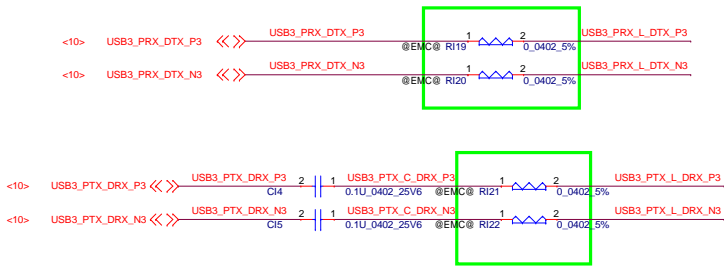 <10> USB3_PRX_DTX_P3 USB3_PRX_DTX_P3 1 2 USB3_PRX_L_DTX_P3
@EMC@ RI19 0_0402_5%
<10> USB3_PRX_DTX_N3 USB3_PRX_DTX_N3 1 2 USB3_PRX_L_DTX_N3
@EMC@ RI20 0_0402_5%
<10> USB3_PTX_DRX_P3 USB3_PTX_DRX_P3 2 1 USB3_PTX_C_DRX_P3 1 2 USB3_PTX_L_DRX_P3
CI4 0.1U_0402_25V6 @EMC@ RI21 0_0402_5%
<10> USB3_PTX_DRX_N3 USB3_PTX_DRX_N3 2 1 USB3_PTX_C_DRX_N3 1 2 USB3_PTX_L_DRX_N3
CI5 0.1U_0402_25V6 @EMC@ RI22 0_0402_5%